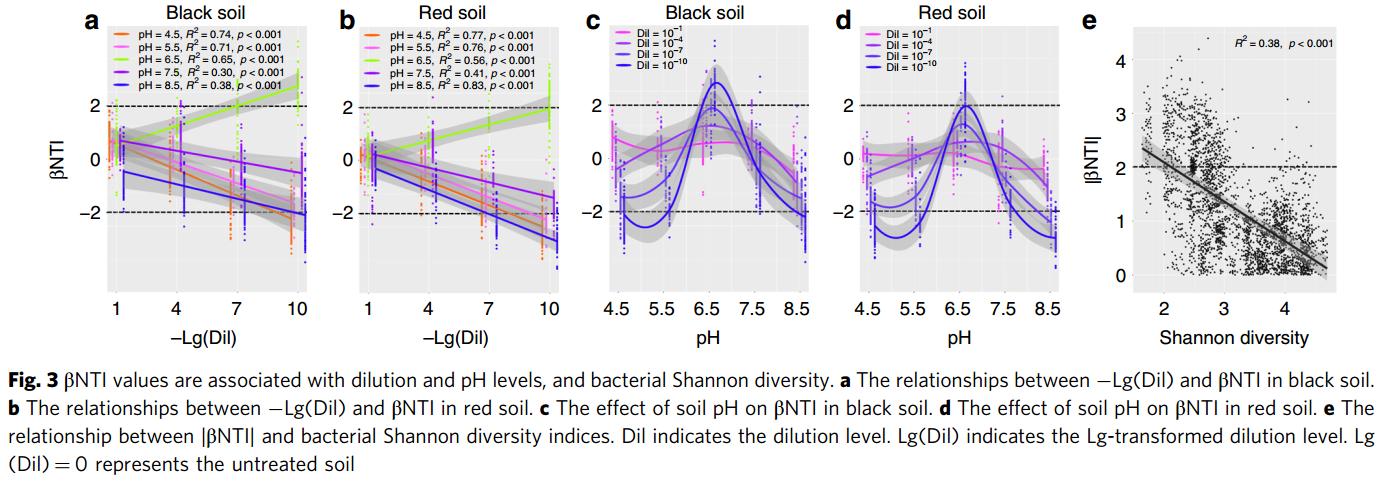 a Black soil
pH = 4.5, R² = 0.74, p < 0.001
pH = 5.5, R² = 0.71, p < 0.001
pH = 6.5, R² = 0.65, p < 0.001
pH = 7.5, R² = 0.30, p < 0.001
pH = 8.5, R² = 0.38, p < 0.001
βNTI
2
0
−2
1 4 7 10
−Lg(Dil)
b Red soil
pH = 4.5, R² = 0.77, p < 0.001
pH = 5.5, R² = 0.76, p < 0.001
pH = 6.5, R² = 0.56, p < 0.001
pH = 7.5, R² = 0.41, p < 0.001
pH = 8.5, R² = 0.83, p < 0.001
2
0
−2
1 4 7 10
−Lg(Dil)
c Black soil
Dil = 10⁻¹
Dil = 10⁻⁴
Dil = 10⁻⁷
Dil = 10⁻¹⁰
2
0
−2
4.5 5.5 6.5 7.5 8.5
pH
d Red soil
Dil = 10⁻¹
Dil = 10⁻⁴
Dil = 10⁻⁷
Dil = 10⁻¹⁰
2
0
−2
4.5 5.5 6.5 7.5 8.5
pH
e
R² = 0.38, p < 0.001
|βNTI|
4
3
2
1
0
2 3 4
Shannon diversity
Fig. 3 βNTI values are associated with dilution and pH levels, and bacterial Shannon diversity. a The relationships between −Lg(Dil) and βNTI in black soil.
b The relationships between −Lg(Dil) and βNTI in red soil. c The effect of soil pH on βNTI in black soil. d The effect of soil pH on βNTI in red soil. e The
relationship between |βNTI| and bacterial Shannon diversity indices. Dil indicates the dilution level. Lg(Dil) indicates the Lg-transformed dilution level. Lg
(Dil) = 0 represents the untreated soil